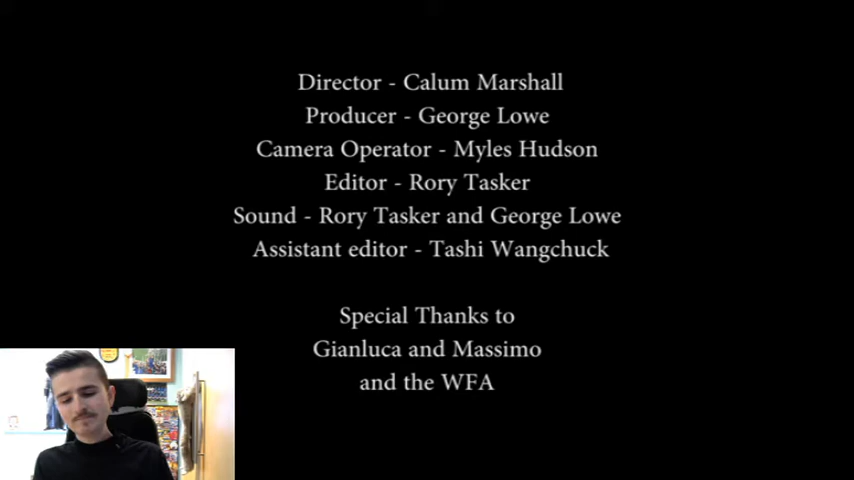 Director - Calum Marshall
Producer - George Lowe
Camera Operator - Myles Hudson
Editor - Rory Tasker
Sound - Rory Tasker and George Lowe
Assistant editor - Tashi Wangchuck
Special Thanks to
Gianluca and Massimo
and the WFA